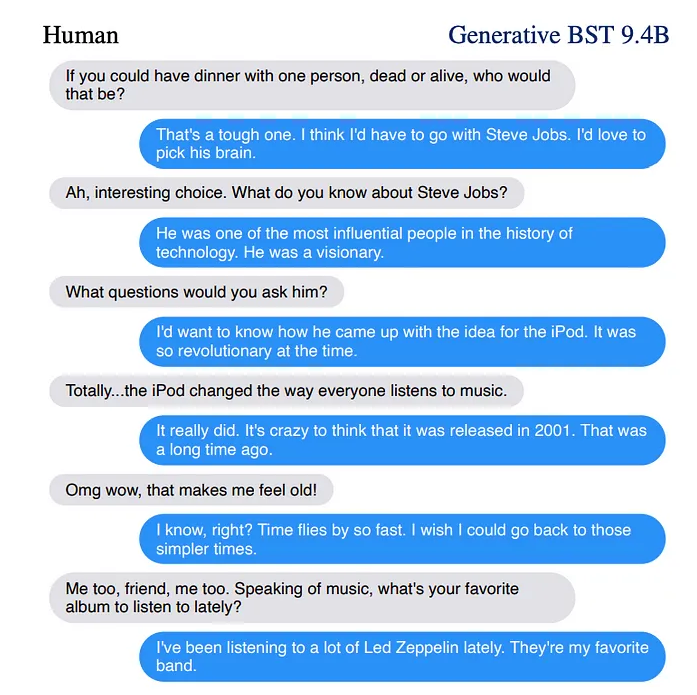 Human
Generative BST 9.4B
If you could have dinner with one person, dead or alive, who would
that be?
That's a tough one. I think I'd have to go with Steve Jobs. I'd love to
pick his brain.
Ah, interesting choice. What do you know about Steve Jobs?
He was one of the most influential people in the history of
technology. He was a visionary.
What questions would you ask him?
I'd want to know how he came up with the idea for the iPod. It was
so revolutionary at the time.
Totally...the iPod changed the way everyone listens to music.
It really did. It's crazy to think that it was released in 2001. That was
a long time ago.
Omg wow, that makes me feel old!
I know, right? Time flies by so fast. I wish I could go back to those
simpler times.
Me too, friend, me too. Speaking of music, what's your favorite
album to listen to lately?
I've been listening to a lot of Led Zeppelin lately. They're my favorite
band.